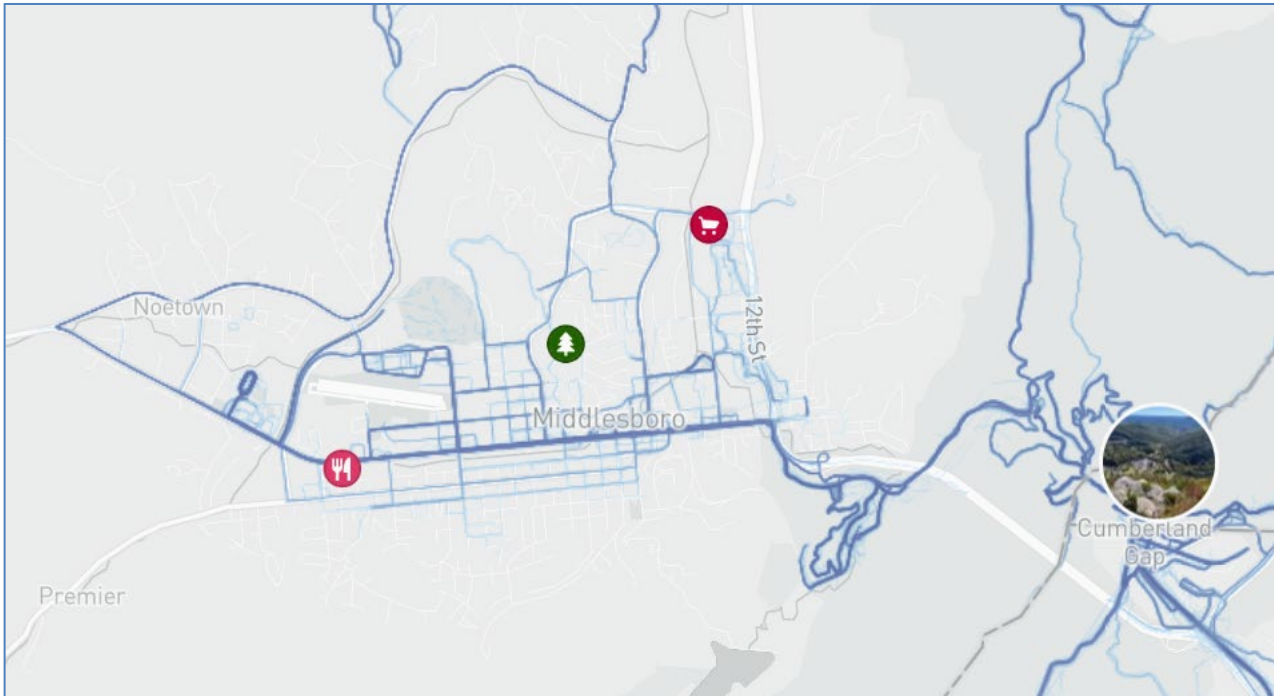 Noetown
12th St
Middlesboro
Cumberland
Gap
Premier